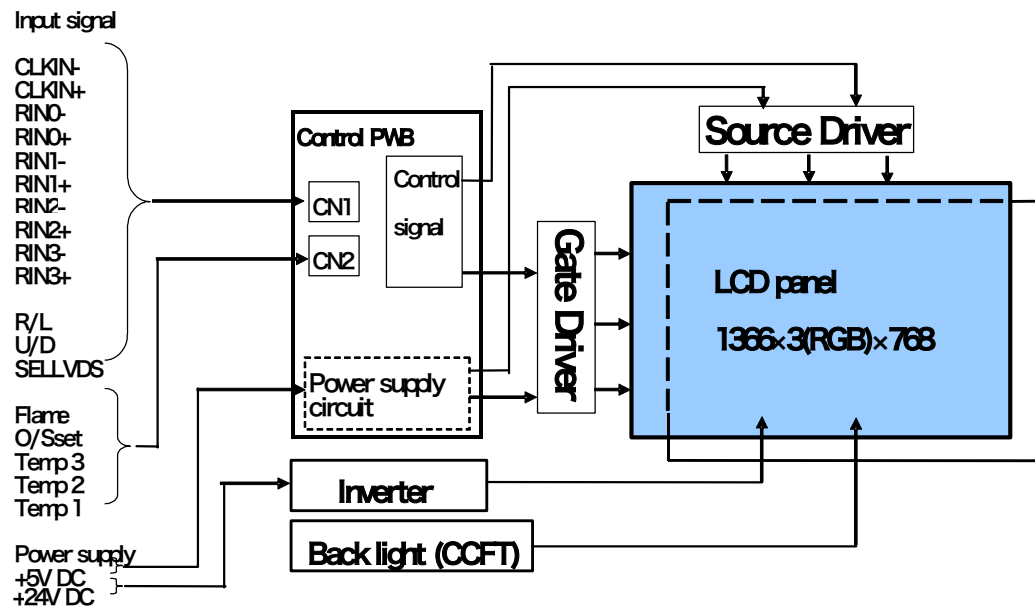 Input signal
CLKIN-
CLKIN+
RIN0-
RIN0+
RIN1-
RIN1+
RIN2-
RIN2+
RIN3-
RIN3+
R/L
U/D
SELLVDS
Flame
O/Sset
Temp 3
Temp 2
Temp 1
Power supply
+5V DC
+24V DC
Control PWB
CN1
CN2
Control
signal
Power supply
circuit
Inverter
Back light (CCFT)
Gate Driver
Source Driver
LCD panel
1366×3(RGB)×768